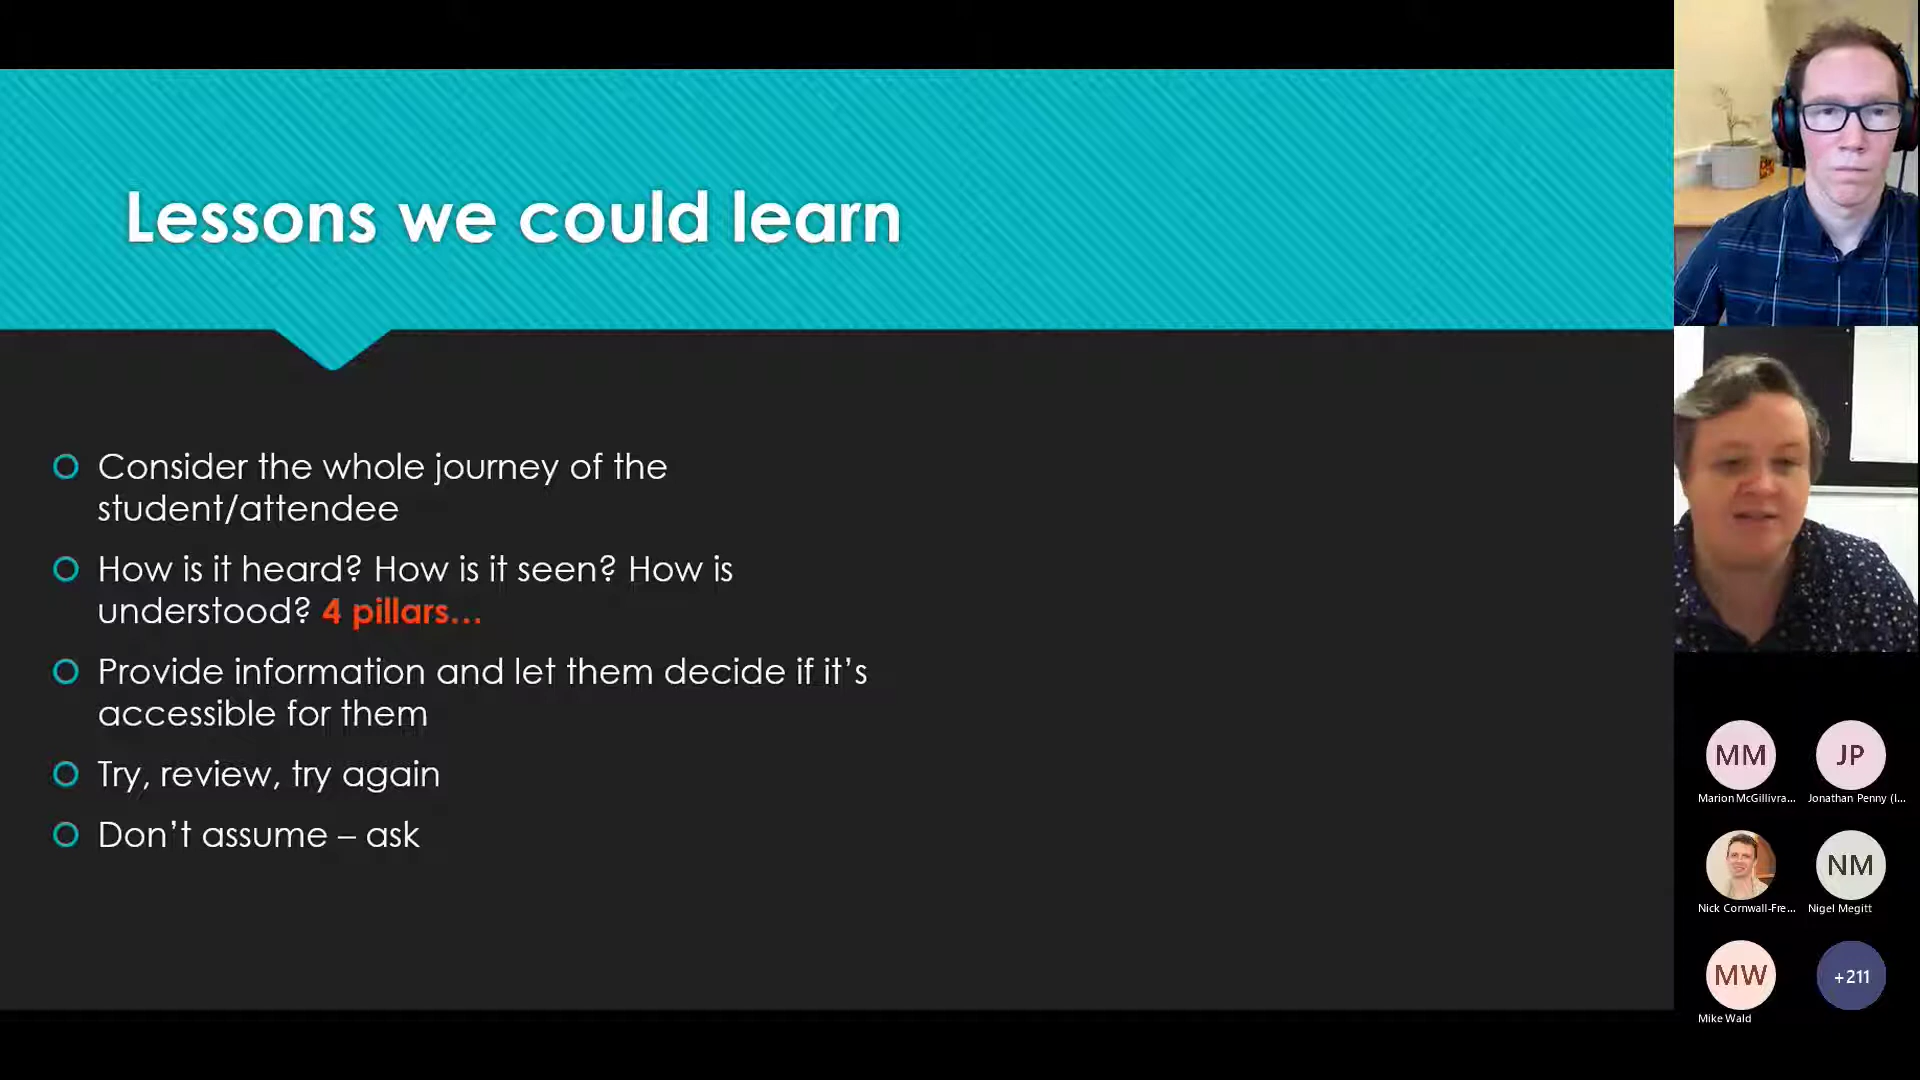 Lessons we could learn
Consider the whole journey of the
student/attendee
How is it heard? How is it seen? How is
understood? 4 pillars...
Provide information and let them decide if it’s
accessible for them
Try, review, try again
Don’t assume – ask
MM
JP
Marion McGillivra...
Jonathan Penny (I...
NM
Nick Cornwall-Fre...
Nigel Megitt
MW
+211
Mike Wald